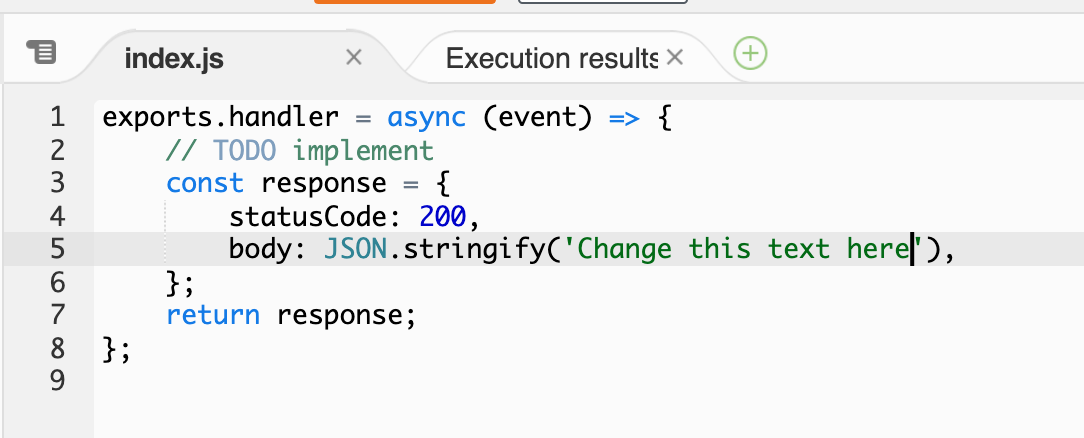 index.js
Execution results
1 exports.handler = async (event) => {
2     // TODO implement
3     const response = {
4         statusCode: 200,
5         body: JSON.stringify('Change this text here'),
6     };
7     return response;
8 };
9